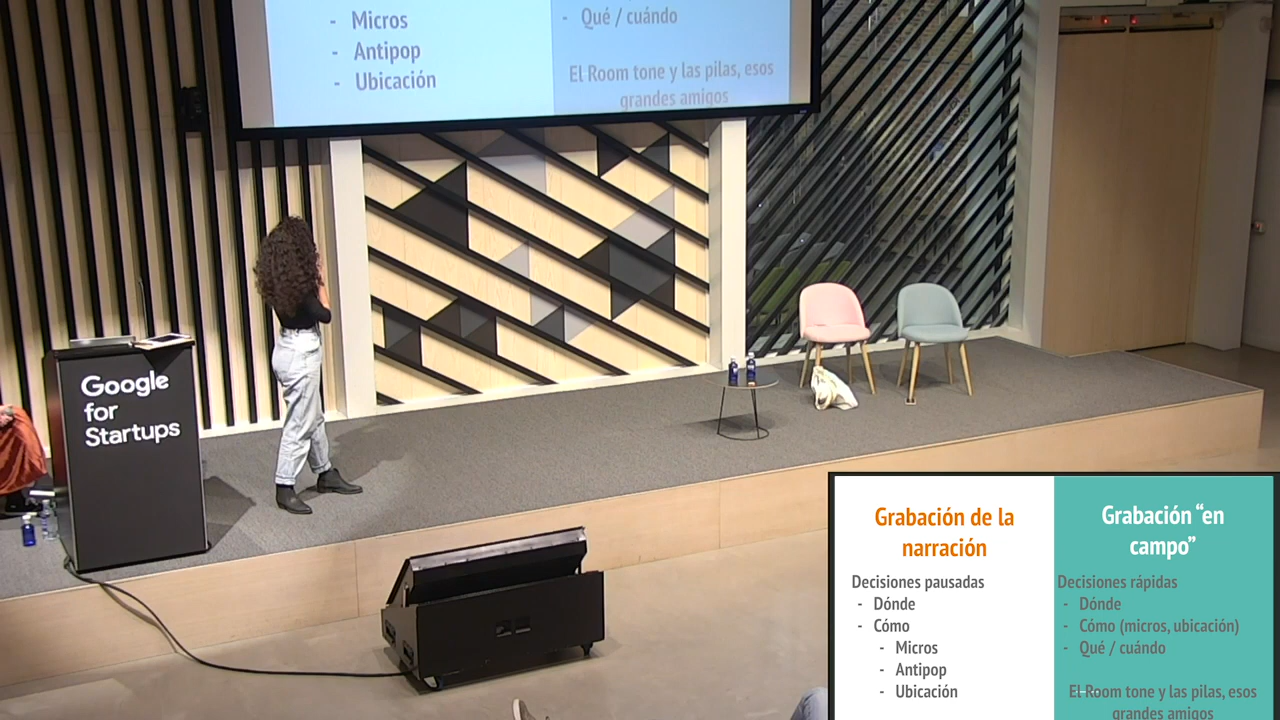 - Micros
- Antipop
- Ubicación
- Qué / cuándo
El Room tone y las pilas, esos
grandes amigos
Google
for
Startups
Grabación de la
narración
Decisiones pausadas
- Dónde
- Cómo
- Micros
- Antipop
- Ubicación
Grabación “en
campo”
Decisiones rápidas
- Dónde
- Cómo (micros, ubicación)
- Qué / cuándo
El Room tone y las pilas, esos
grandes amigos